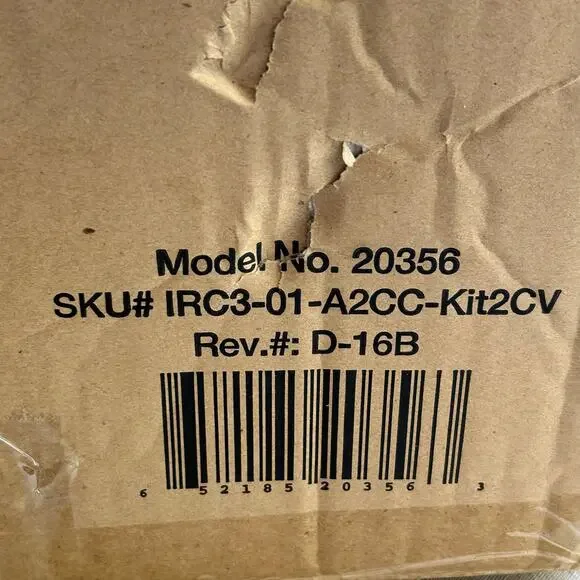 Model No. 20356
SKU# IRC3-01-A2CC-Kit2CV
Rev.#: D-16B
6 52185 20356 3